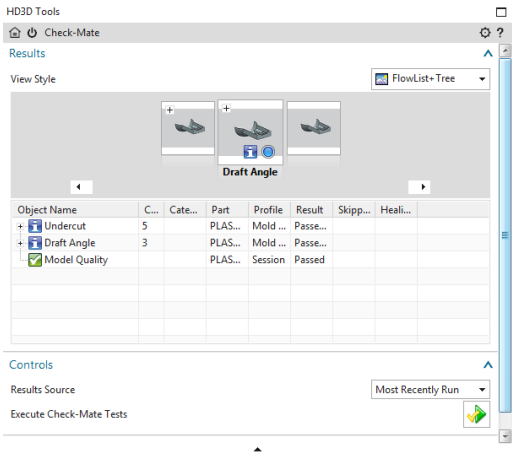 HD3D Tools
Check-Mate
Results
View Style FlowList+Tree
Draft Angle
Object Name C... Cate... Part Profile Result Skipp... Heali...
Undercut 5 PLAS... Mold ... Passe...
Draft Angle 3 PLAS... Mold ... Passe...
Model Quality PLAS... Session Passed
Controls
Results Source Most Recently Run
Execute Check-Mate Tests